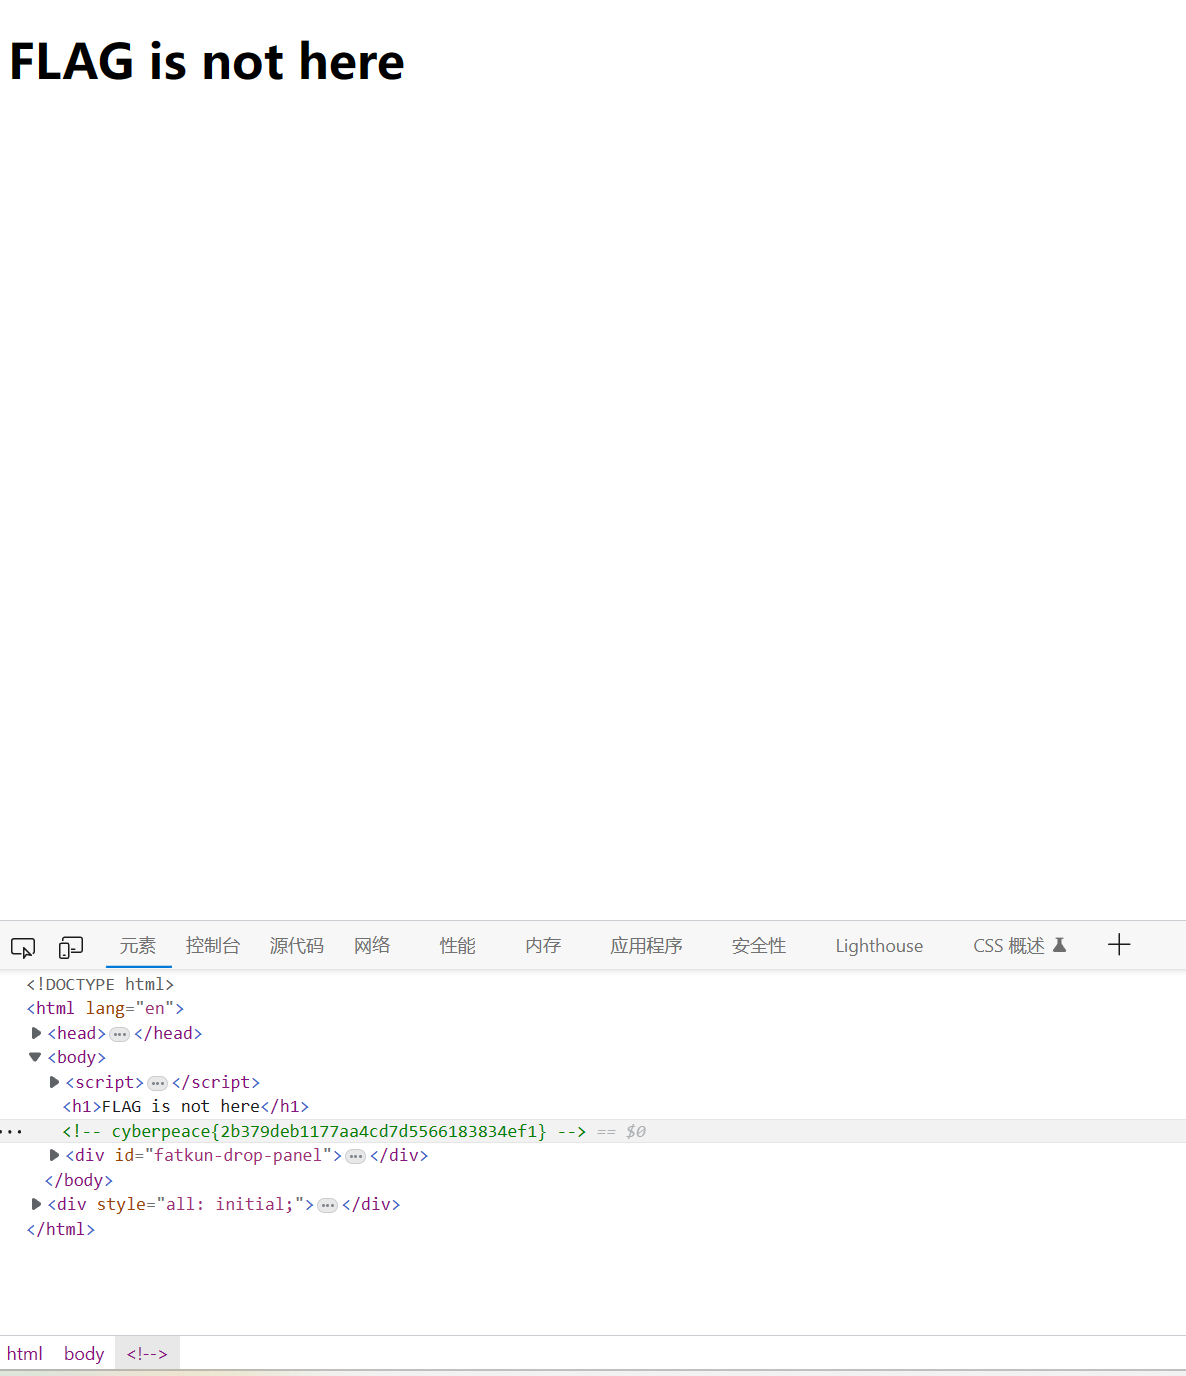 FLAG is not here
元素 控制台 源代码 网络 性能 内存 应用程序 安全性 Lighthouse CSS 概述
<!DOCTYPE html>
<html lang="en">
<head>…</head>
<body>
<script>…</script>
<h1>FLAG is not here</h1>
<!-- cyberpeace{2b379deb1177aa4cd7d5566183834ef1} --> == $0
<div id="fatkun-drop-panel">…</div>
</body>
<div style="all: initial;">…</div>
</html>
html body <!-->